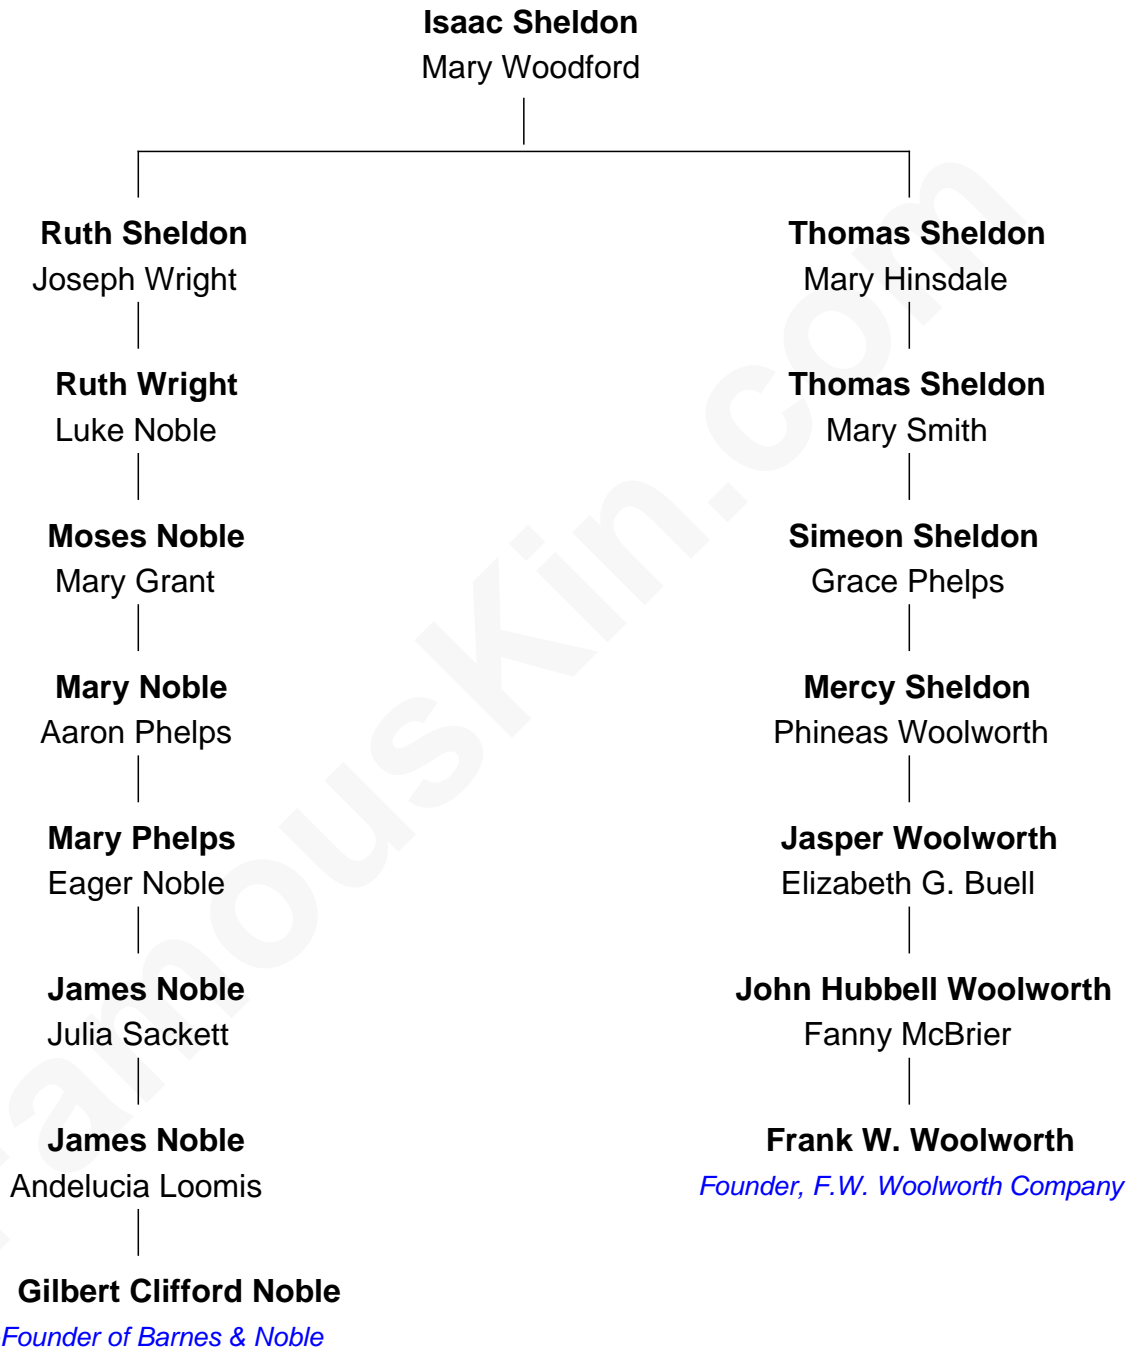 Isaac Sheldon
Mary Woodford
Ruth Sheldon
Joseph Wright
Thomas Sheldon
Mary Hinsdale
Ruth Wright
Luke Noble
Thomas Sheldon
Mary Smith
Moses Noble
Mary Grant
Simeon Sheldon
Grace Phelps
Mary Noble
Aaron Phelps
Mercy Sheldon
Phineas Woolworth
Mary Phelps
Eager Noble
Jasper Woolworth
Elizabeth G. Buell
James Noble
Julia Sackett
John Hubbell Woolworth
Fanny McBrier
James Noble
Andelucia Loomis
Frank W. Woolworth
Founder, F.W. Woolworth Company
Gilbert Clifford Noble
Founder of Barnes & Noble
FamousKin.com